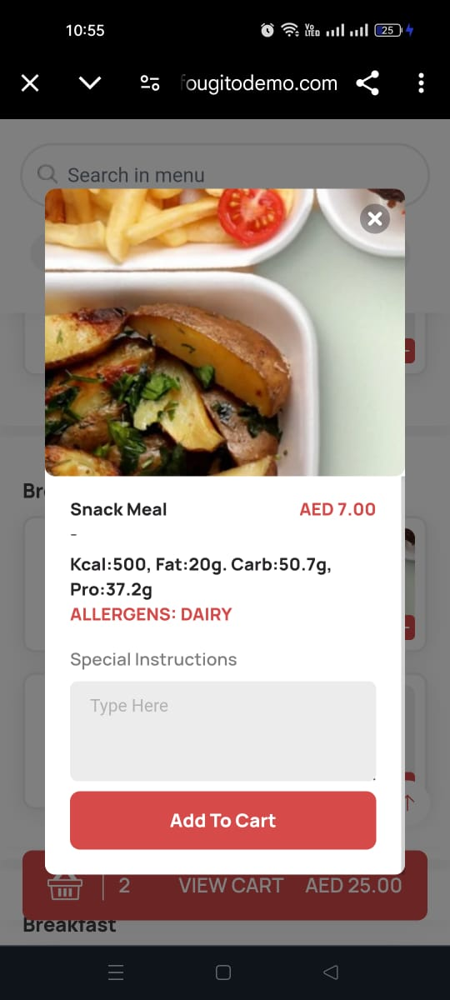 10:55
Vo
LTED
25
fougitodemo.com
Search in menu
Snack Meal
AED 7.00
-
Kcal:500, Fat:20g. Carb:50.7g,
Pro:37.2g
ALLERGENS: DAIRY
Special Instructions
Type Here
Add To Cart
2
VIEW CART
AED 25.00
Breakfast